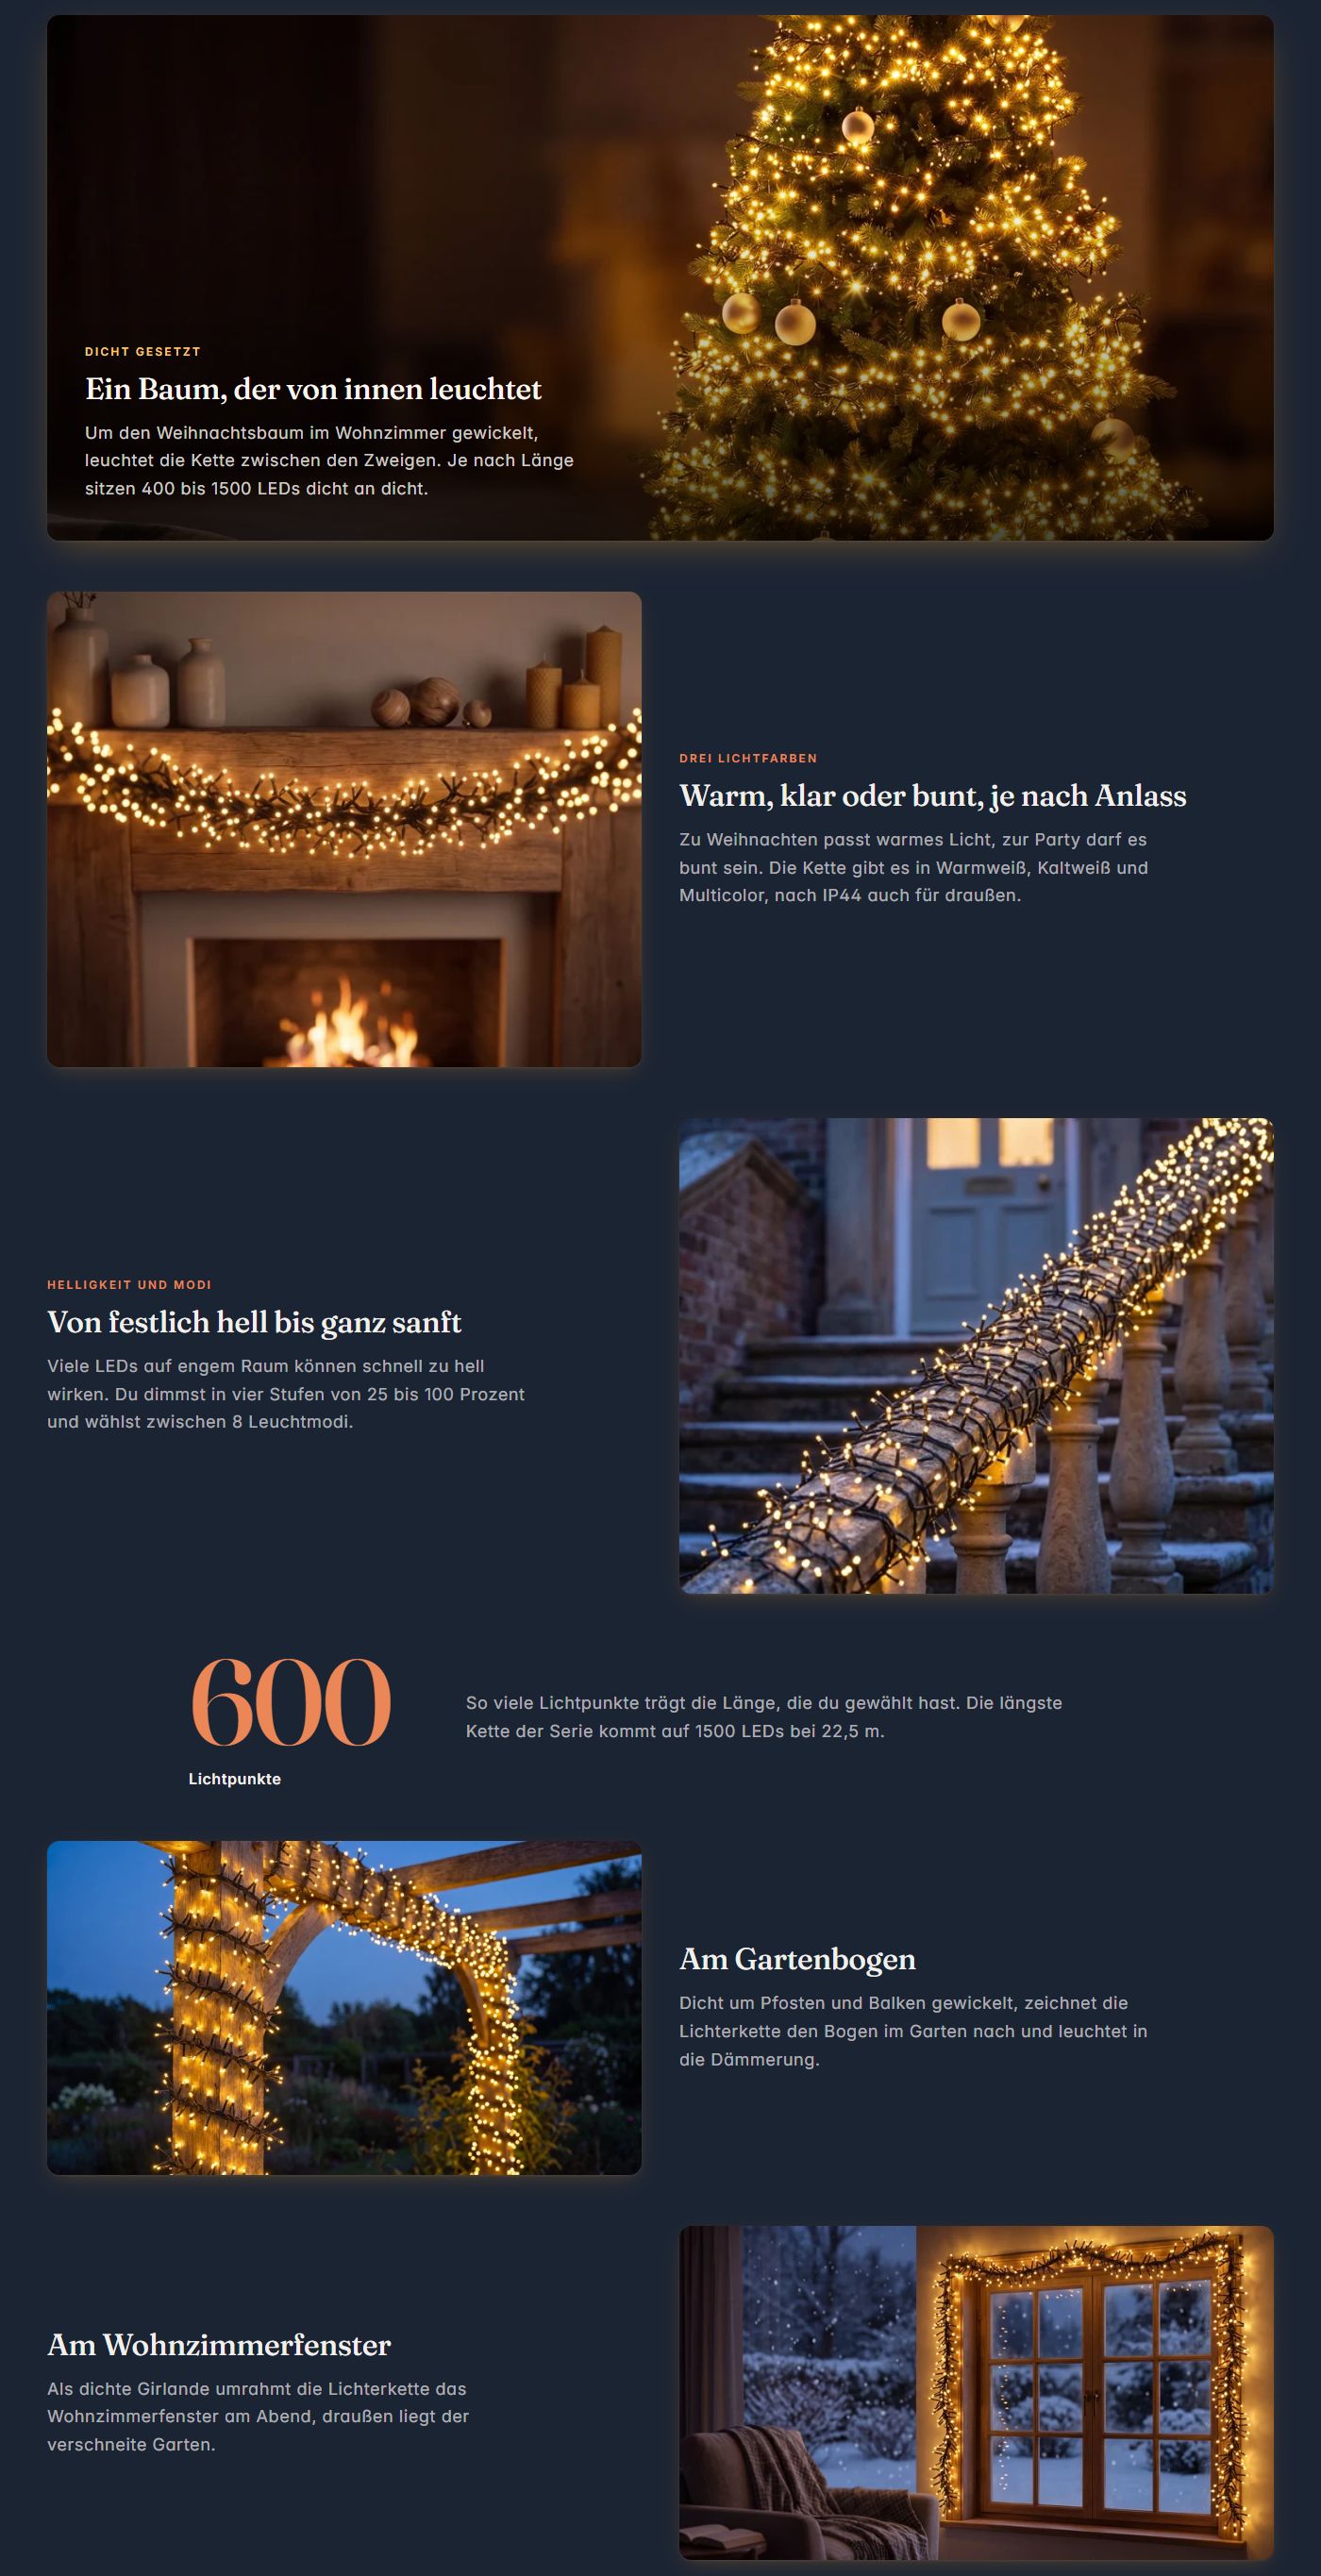 DICHT GESETZT
Ein Baum, der von innen leuchtet
Um den Weihnachtsbaum im Wohnzimmer gewickelt,
leuchtet die Kette zwischen den Zweigen. Je nach Länge
sitzen 400 bis 1500 LEDs dicht an dicht.
DREI LICHTFARBEN
Warm, klar oder bunt, je nach Anlass
Zu Weihnachten passt warmes Licht, zur Party darf es
bunt sein. Die Kette gibt es in Warmweiß, Kaltweiß und
Multicolor, nach IP44 auch für draußen.
HELLIGKEIT UND MODI
Von festlich hell bis ganz sanft
Viele LEDs auf engem Raum können schnell zu hell
wirken. Du dimmst in vier Stufen von 25 bis 100 Prozent
und wählst zwischen 8 Leuchtmodi.
600
Lichtpunkte
So viele Lichtpunkte trägt die Länge, die du gewählt hast. Die längste
Kette der Serie kommt auf 1500 LEDs bei 22,5 m.
Am Gartenbogen
Dicht um Pfosten und Balken gewickelt, zeichnet die
Lichterkette den Bogen im Garten nach und leuchtet in
die Dämmerung.
Am Wohnzimmerfenster
Als dichte Girlande umrahmt die Lichterkette das
Wohnzimmerfenster am Abend, draußen liegt der
verschneite Garten.